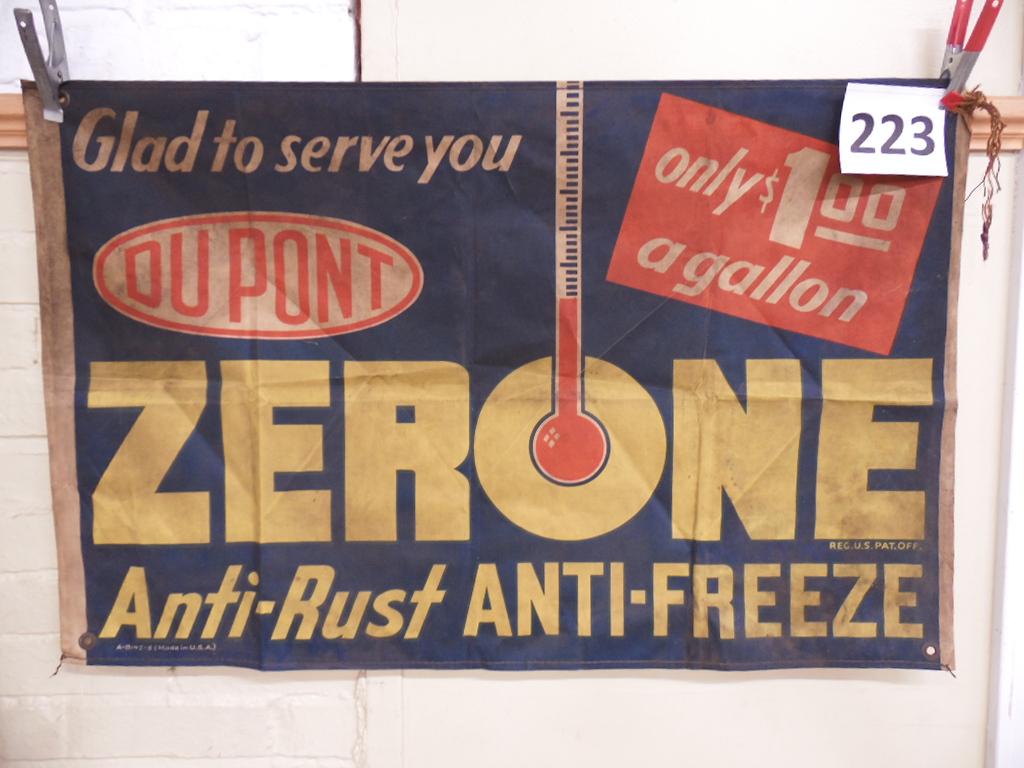 Glad to serve you
223
only $1.00
a gallon
DU PONT
ZERONE
REG. U.S. PAT. OFF.
Anti-Rust ANTI-FREEZE
(Made in U.S.A.)